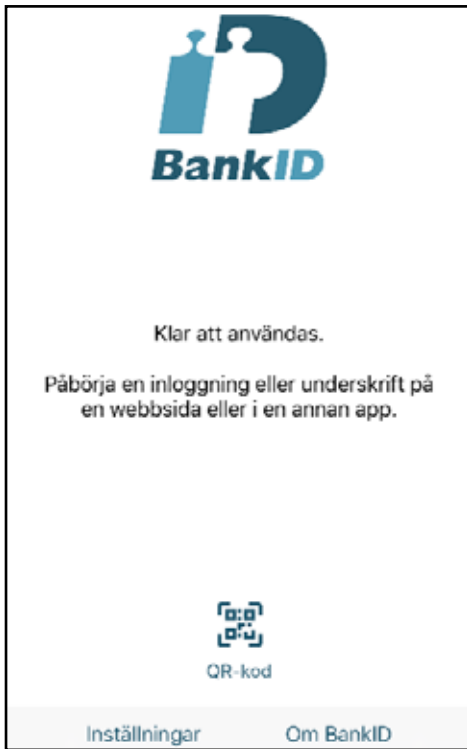 BankID
Klar att användas.
Påbörja en inloggning eller underskrift på
en webbsida eller i en annan app.
QR-kod
Inställningar Om BankID